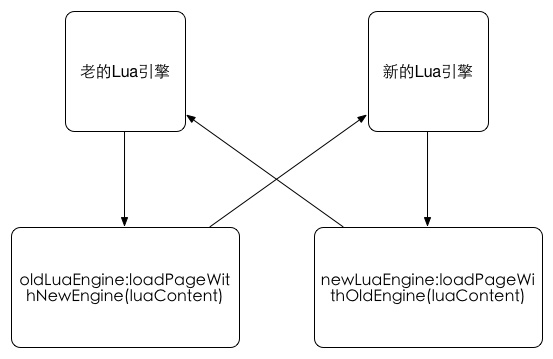 老的Lua引擎
新的Lua引擎
oldLuaEngine:loadPageWit
hNewEngine(luaContent)
newLuaEngine:loadPageWi
thOldEngine(luaContent)